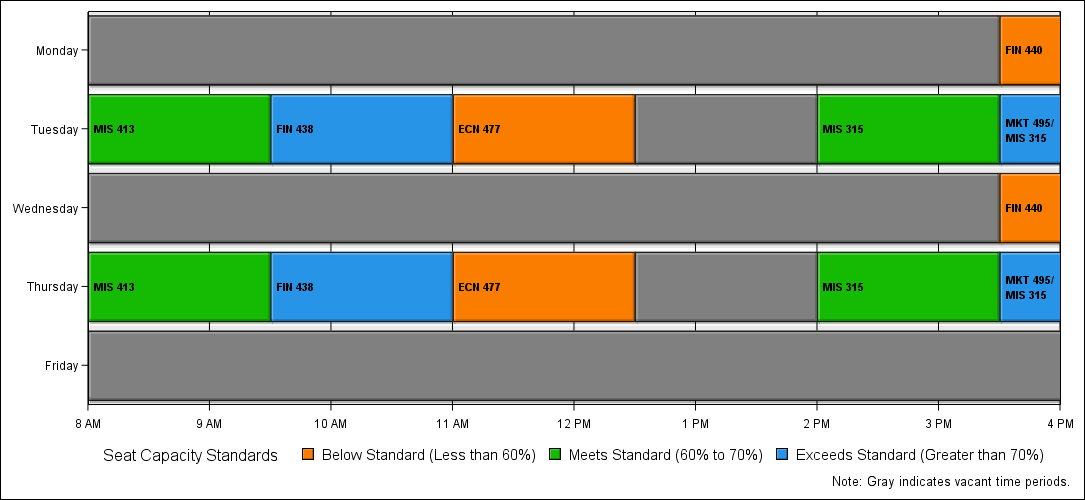 Monday
FIN 440
Tuesday
MIS 413
FIN 438
ECN 477
MIS 315
MKT 495/
MIS 315
Wednesday
FIN 440
Thursday
MIS 413
FIN 438
ECN 477
MIS 315
MKT 495/
MIS 315
Friday
8 AM 9 AM 10 AM 11 AM 12 PM 1 PM 2 PM 3 PM 4 PM
Seat Capacity Standards Below Standard (Less than 60%) Meets Standard (60% to 70%) Exceeds Standard (Greater than 70%)
Note: Gray indicates vacant time periods.